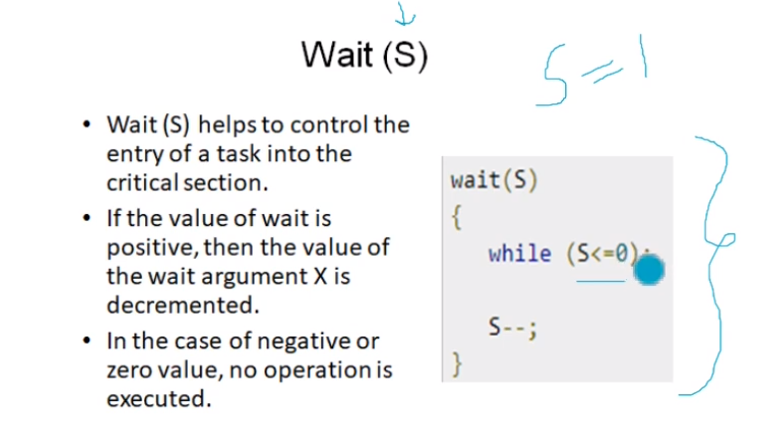 Wait (S)
S = 1
• Wait (S) helps to control the
entry of a task into the
critical section.
• If the value of wait is
positive, then the value of
the wait argument X is
decremented.
• In the case of negative or
zero value, no operation is
executed.
wait(S)
{
while (S<=0);
S--;
}